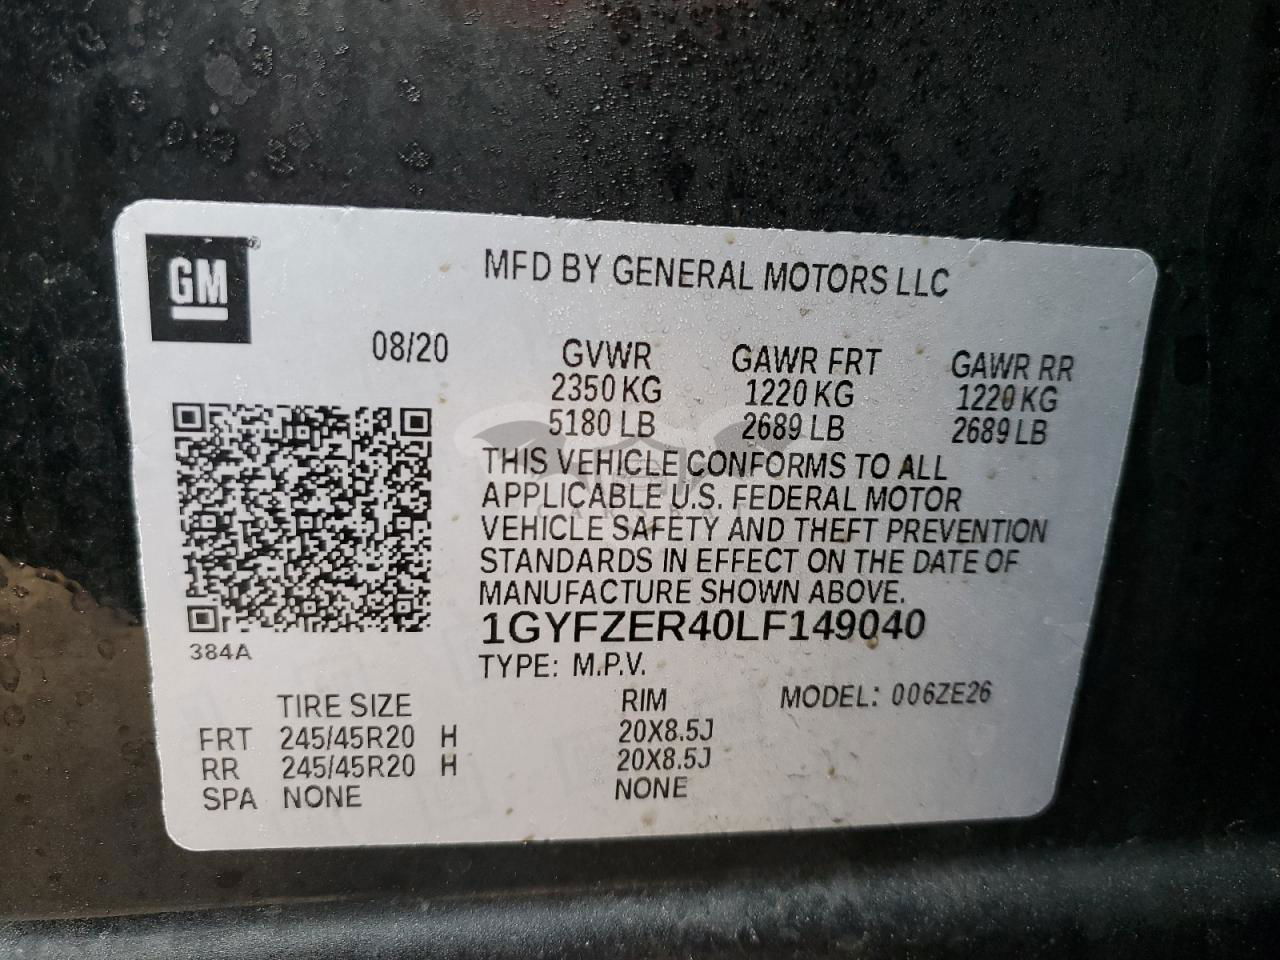 GM®
MFD BY GENERAL MOTORS LLC
08/20 GVWR GAWR FRT GAWR RR
2350 KG 1220 KG 1220 KG
5180 LB 2689 LB 2689 LB
THIS VEHICLE CONFORMS TO ALL
APPLICABLE U.S. FEDERAL MOTOR
VEHICLE SAFETY AND THEFT PREVENTION
STANDARDS IN EFFECT ON THE DATE OF
MANUFACTURE SHOWN ABOVE.
1GYFZER40LF149040
384A
TYPE: M.P.V.
TIRE SIZE RIM MODEL: 006ZE26
FRT 245/45R20 H 20X8.5J
RR 245/45R20 H 20X8.5J
SPA NONE NONE